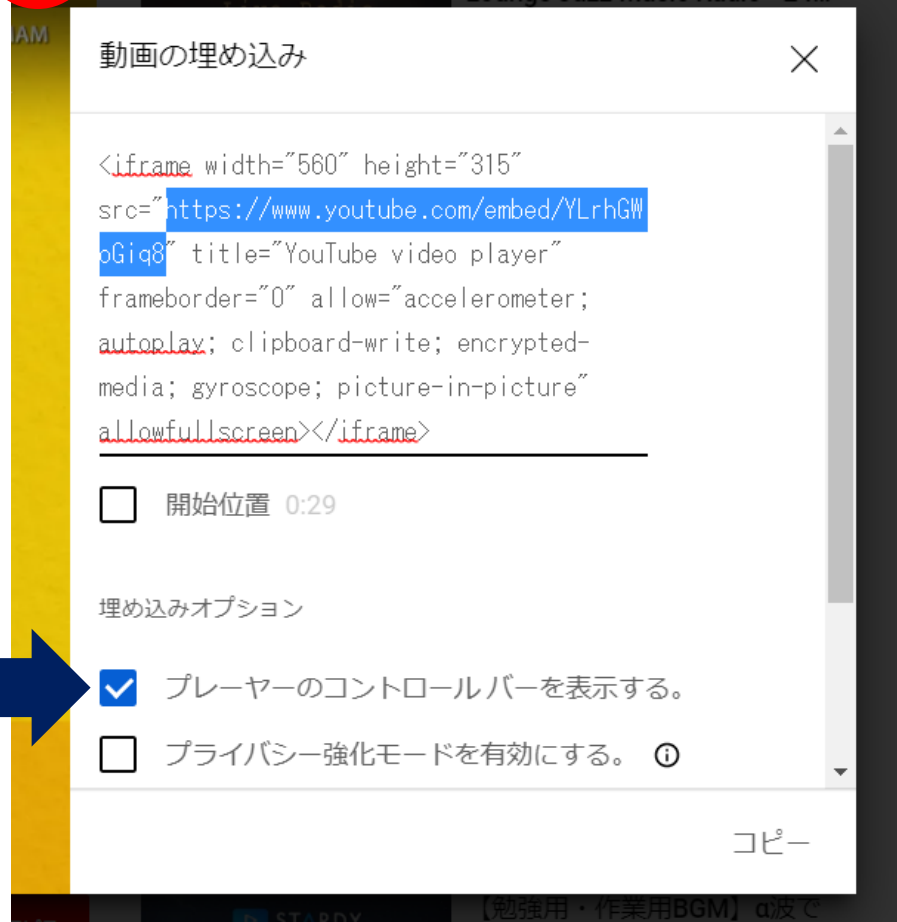 IAM
動画の埋め込み
<iframe width="560" height="315"
src="https://www.youtube.com/embed/YLrhGW
oGiq8" title="YouTube video player"
frameborder="0" allow="accelerometer;
autoplay; clipboard-write; encrypted-
media; gyroscope; picture-in-picture"
allowfullscreen></iframe>
開始位置 0:29
埋め込みオプション
プレーヤーのコントロール バーを表示する。
プライバシー強化モードを有効にする。
コピー
【勉強用・作業用BGM】α波で